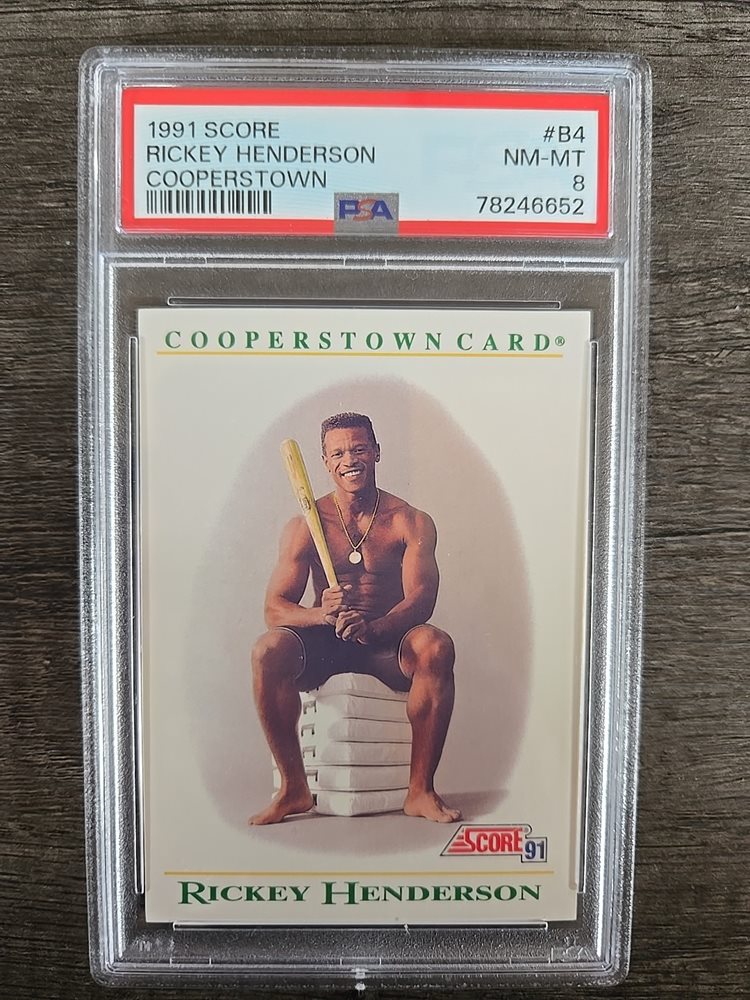 1991 SCORE #B4
RICKEY HENDERSON NM-MT
COOPERSTOWN 8
PSA 78246652
COOPERSTOWN CARD®
SCORE® 91
RICKEY HENDERSON